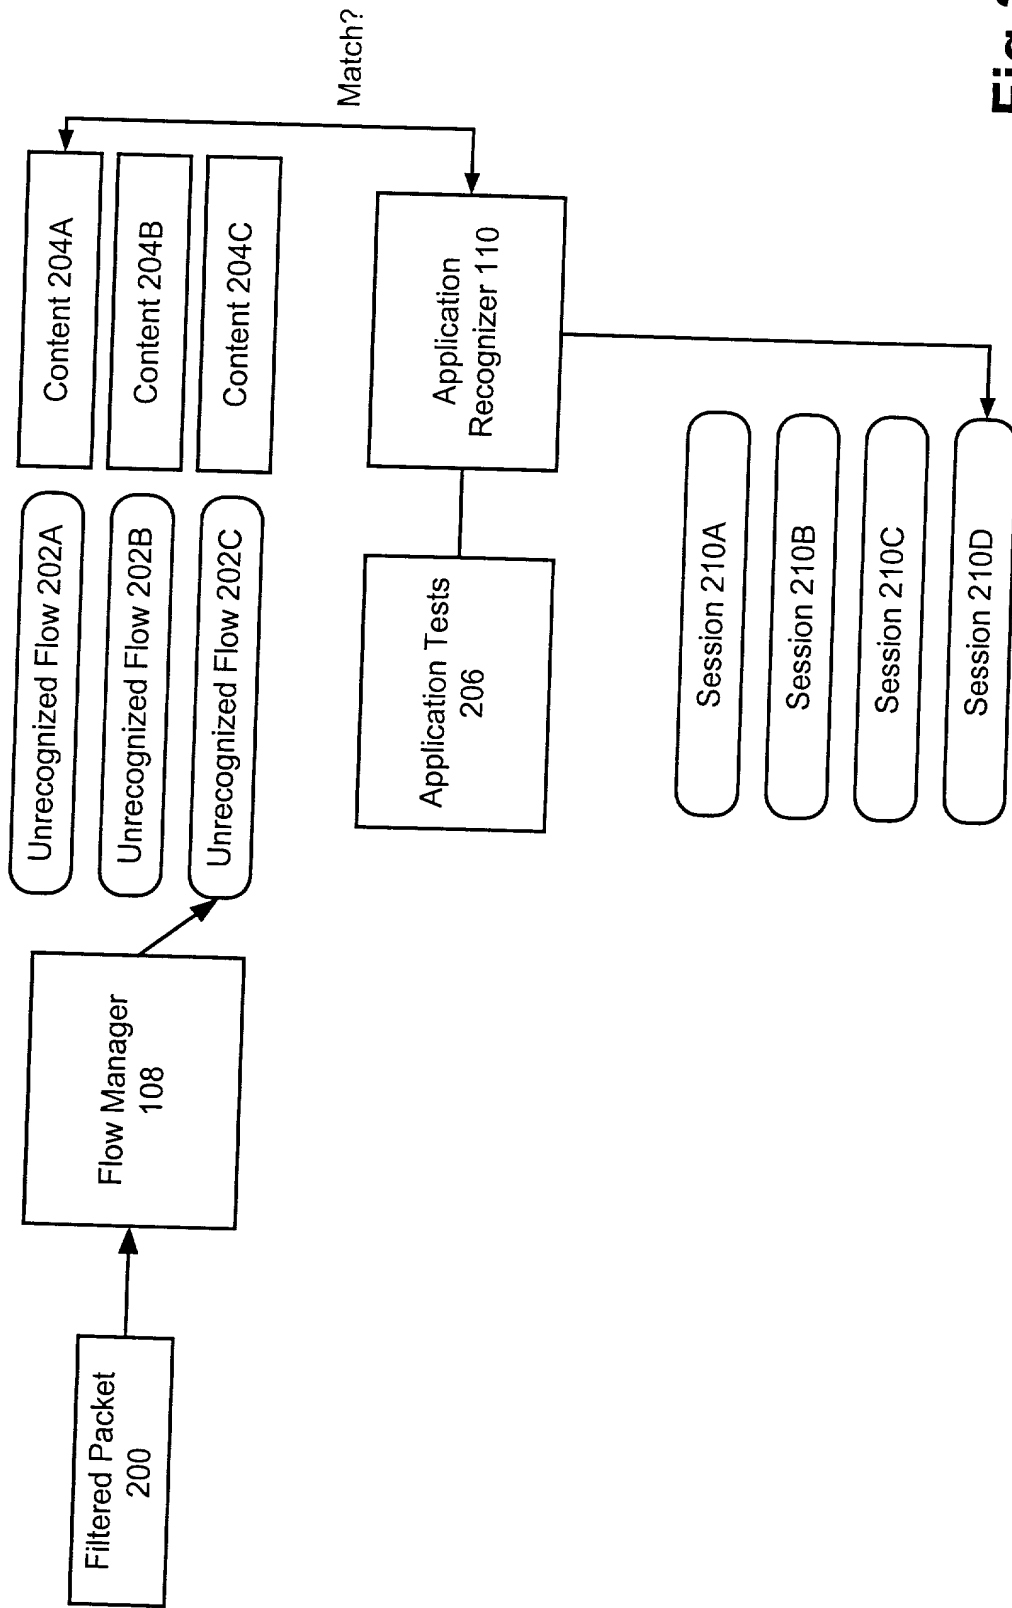 Filtered Packet
200
Flow Manager
108
Unrecognized Flow 202A
Unrecognized Flow 202B
Unrecognized Flow 202C
Content 204A
Content 204B
Content 204C
Match?
Application Tests
206
Application
Recognizer 110
Session 210A
Session 210B
Session 210C
Session 210D